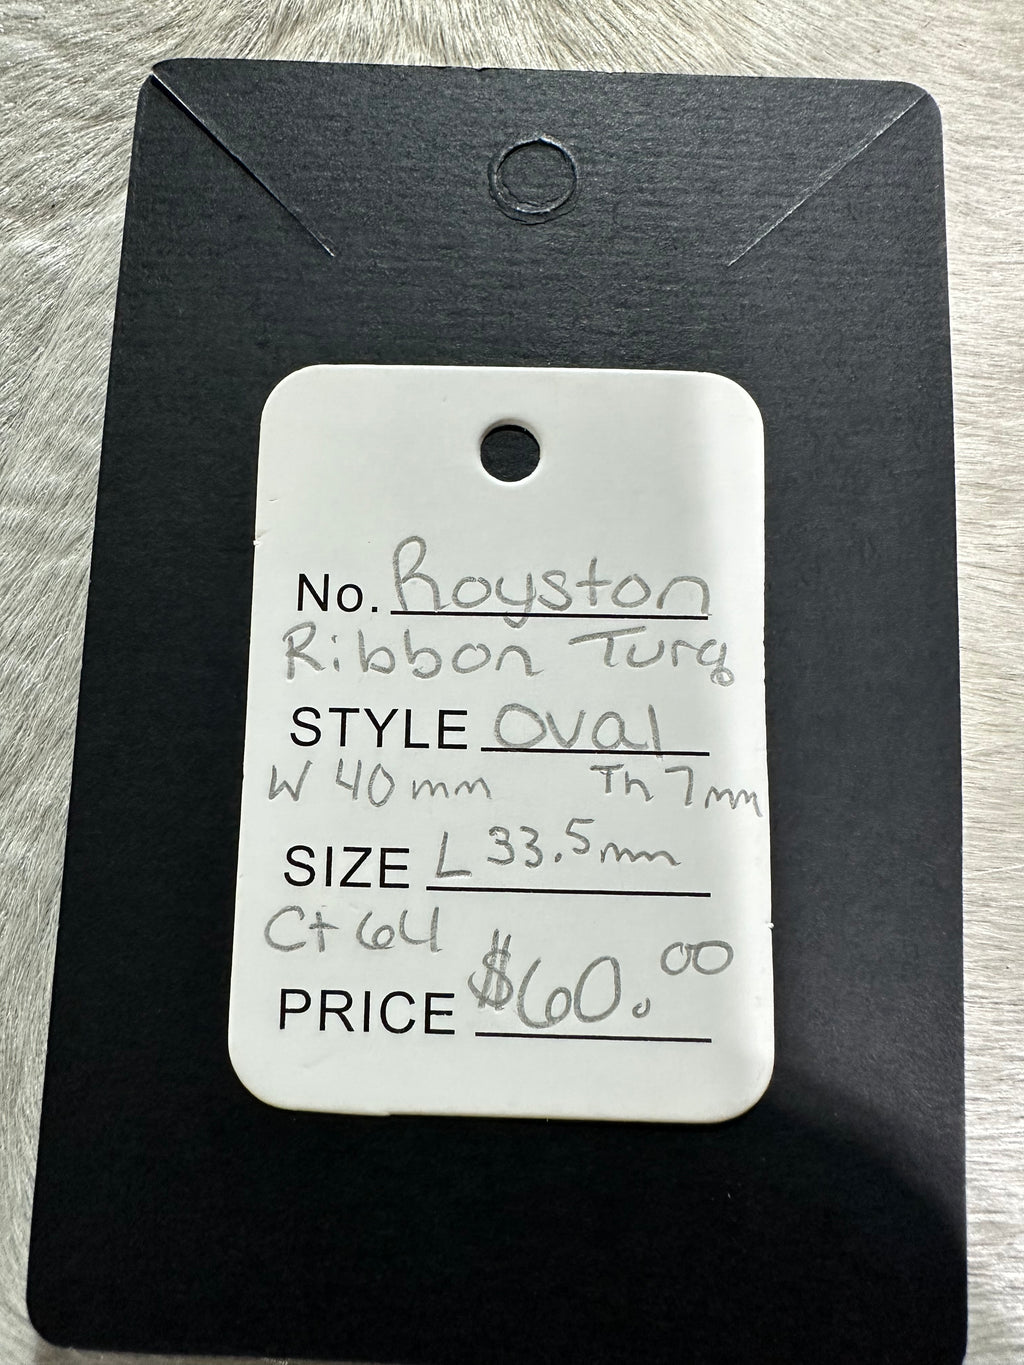 No. Royston
Ribbon Turq
STYLE Oval
W 40mm Th 7mm
SIZE L 33.5mm
Ct 64
PRICE $60.00